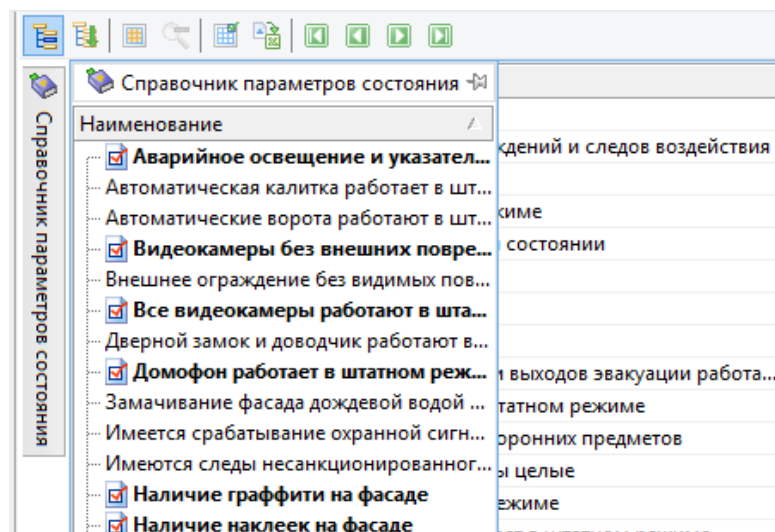 Справочник параметров состояния
Справочник параметров состояния
Наименование
Аварийное освещение и указател...
Автоматическая калитка работает в шт...
Автоматические ворота работают в шт...
Видеокамеры без внешних повре...
Внешнее ограждение без видимых пов...
Все видеокамеры работают в шта...
Дверной замок и доводчик работают в...
Домофон работает в штатном реж...
Замачивание фасада дождевой водой ...
Имеется срабатывание охранной сигн...
Имеются следы несанкционированног...
Наличие граффити на фасаде
Наличие наклеек на фасаде
ждений и следов воздействия
жиме
состоянии
и выходов эвакуации работа...
татном режиме
оронних предметов
ы целые
ежиме